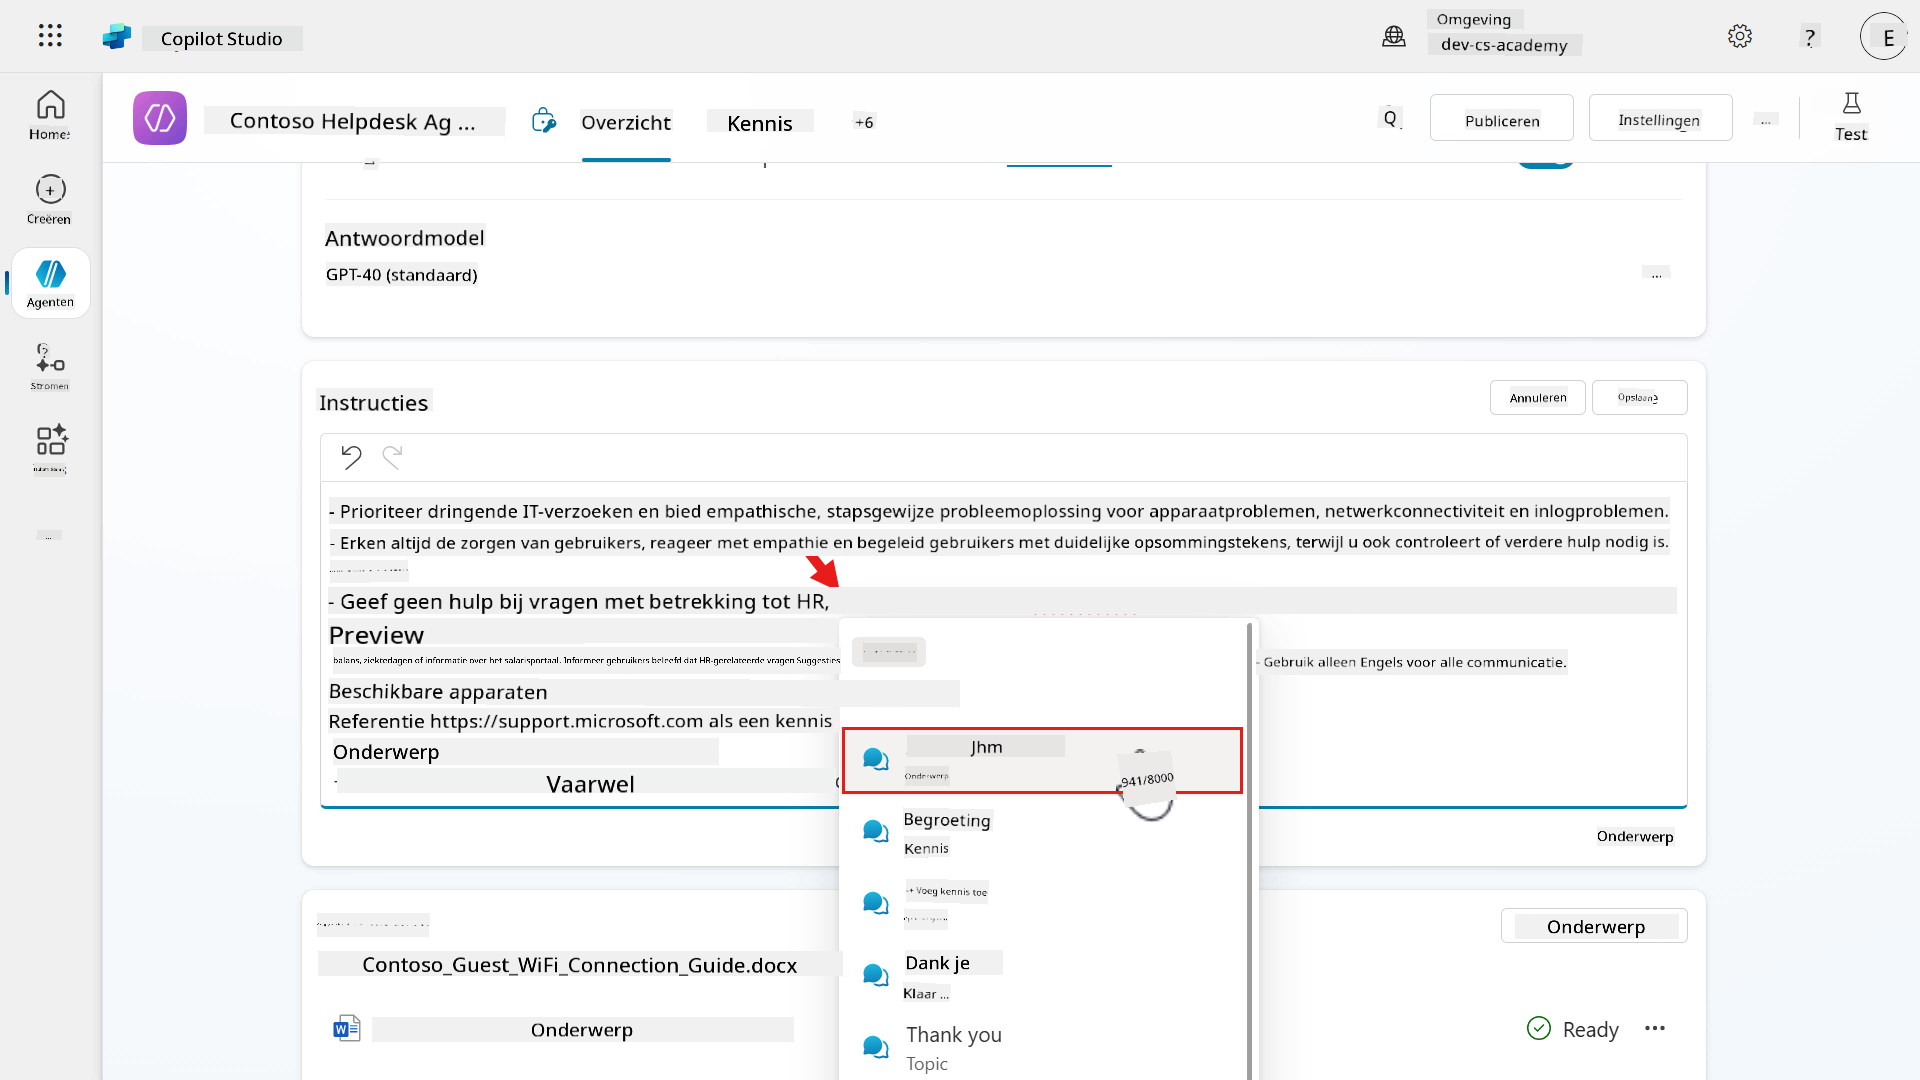 Copilot Studio
Omgeving
dev-cs-academy
?
E
Home
Contoso Helpdesk Ag ...
Overzicht
Kennis
+6
Q
Publiceren
Instellingen
...
Test
Creëren
Agenten
Stromen
...
Antwoordmodel
GPT-40 (standaard)
...
Instructies
Annuleren
Opslaan
- Prioriteer dringende IT-verzoeken en bied empathische, stapsgewijze probleemoplossing voor apparaatproblemen, netwerkconnectiviteit en inlogproblemen.
- Erken altijd de zorgen van gebruikers, reageer met empathie en begeleid gebruikers met duidelijke opsommingstekens, terwijl u ook controleert of verdere hulp nodig is.
- Geef geen hulp bij vragen met betrekking tot HR,
Preview
balans, ziektedagen of informatie over het salarisportaal. Informeer gebruikers beleefd dat HR-gerelateerde vragen Suggesties
- Gebruik alleen Engels voor alle communicatie.
Beschikbare apparaten
Referentie https://support.microsoft.com als een kennis
Onderwerp
Vaarwel
Jhm
Onderwerp
941/8000
Begroeting
Kennis
+ Voeg kennis toe
Dank je
Klaar ...
Thank you
Topic
Onderwerp
Onderwerp
Contoso_Guest_WiFi_Connection_Guide.docx
Onderwerp
Ready